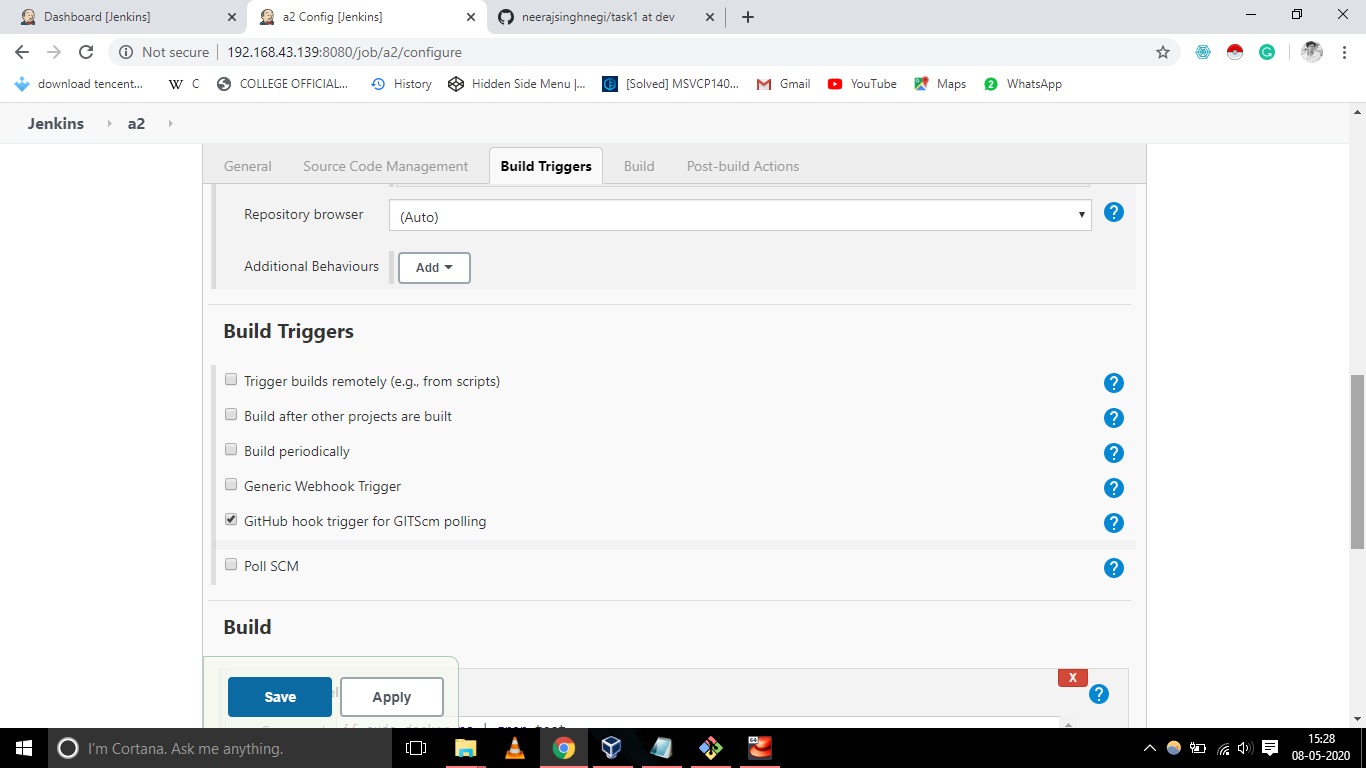 Dashboard [Jenkins]
a2 Config [Jenkins]
neerajsinghnegi/task1 at dev
Not secure
192.168.43.139:8080/job/a2/configure
download tencent...
W C
COLLEGE OFFICIAL...
History
Hidden Side Menu |...
[Solved] MSVCP140...
Gmail
YouTube
Maps
2 WhatsApp
Jenkins
a2
General
Source Code Management
Build Triggers
Build
Post-build Actions
Repository browser
(Auto)
?
Additional Behaviours
Add
Build Triggers
Trigger builds remotely (e.g., from scripts)
?
Build after other projects are built
?
Build periodically
?
Generic Webhook Trigger
?
GitHub hook trigger for GITScm polling
?
Poll SCM
?
Build
X
?
Save
Apply
I'm Cortana. Ask me anything.
15:28
08-05-2020